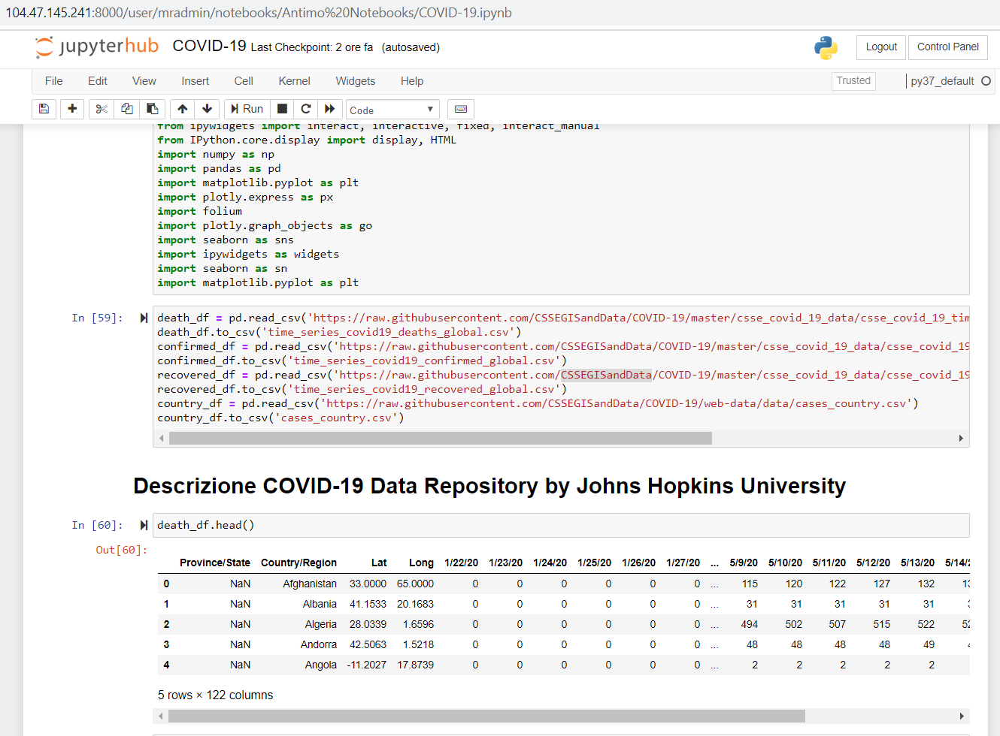 104.47.145.241:8000/user/mradmin/notebooks/Antimo%20Notebooks/COVID-19.ipynb
jupyterhub COVID-19 Last Checkpoint: 2 ore fa (autosaved) Logout Control Panel
File Edit View Insert Cell Kernel Widgets Help Trusted py37_default
Run Code
from ipywidgets import interact, interactive, fixed, interact_manual
from IPython.core.display import display, HTML
import numpy as np
import pandas as pd
import matplotlib.pyplot as plt
import plotly.express as px
import folium
import plotly.graph_objects as go
import seaborn as sns
import ipywidgets as widgets
import seaborn as sn
import matplotlib.pyplot as plt
In [59]: death_df = pd.read_csv('https://raw.githubusercontent.com/CSSEGISandData/COVID-19/master/csse_covid_19_data/csse_covid_19_tim
death_df.to_csv('time_series_covid19_deaths_global.csv')
confirmed_df = pd.read_csv('https://raw.githubusercontent.com/CSSEGISandData/COVID-19/master/csse_covid_19_data/csse_covid_19
confirmed_df.to_csv('time_series_covid19_confirmed_global.csv')
recovered_df = pd.read_csv('https://raw.githubusercontent.com/CSSEGISandData/COVID-19/master/csse_covid_19_data/csse_covid_19
recovered_df.to_csv('time_series_covid19_recovered_global.csv')
country_df = pd.read_csv('https://raw.githubusercontent.com/CSSEGISandData/COVID-19/web-data/data/cases_country.csv')
country_df.to_csv('cases_country.csv')
Descrizione COVID-19 Data Repository by Johns Hopkins University
In [60]: death_df.head()
Out[60]:
Province/State Country/Region Lat Long 1/22/20 1/23/20 1/24/20 1/25/20 1/26/20 1/27/20 ... 5/9/20 5/10/20 5/11/20 5/12/20 5/13/20 5/14/2
0 NaN Afghanistan 33.0000 65.0000 0 0 0 0 0 0 ... 115 120 122 127 132
1 NaN Albania 41.1533 20.1683 0 0 0 0 0 0 ... 31 31 31 31 31
2 NaN Algeria 28.0339 1.6596 0 0 0 0 0 0 ... 494 502 507 515 522
3 NaN Andorra 42.5063 1.5218 0 0 0 0 0 0 ... 48 48 48 48 49
4 NaN Angola -11.2027 17.8739 0 0 0 0 0 0 ... 2 2 2 2 2
5 rows × 122 columns